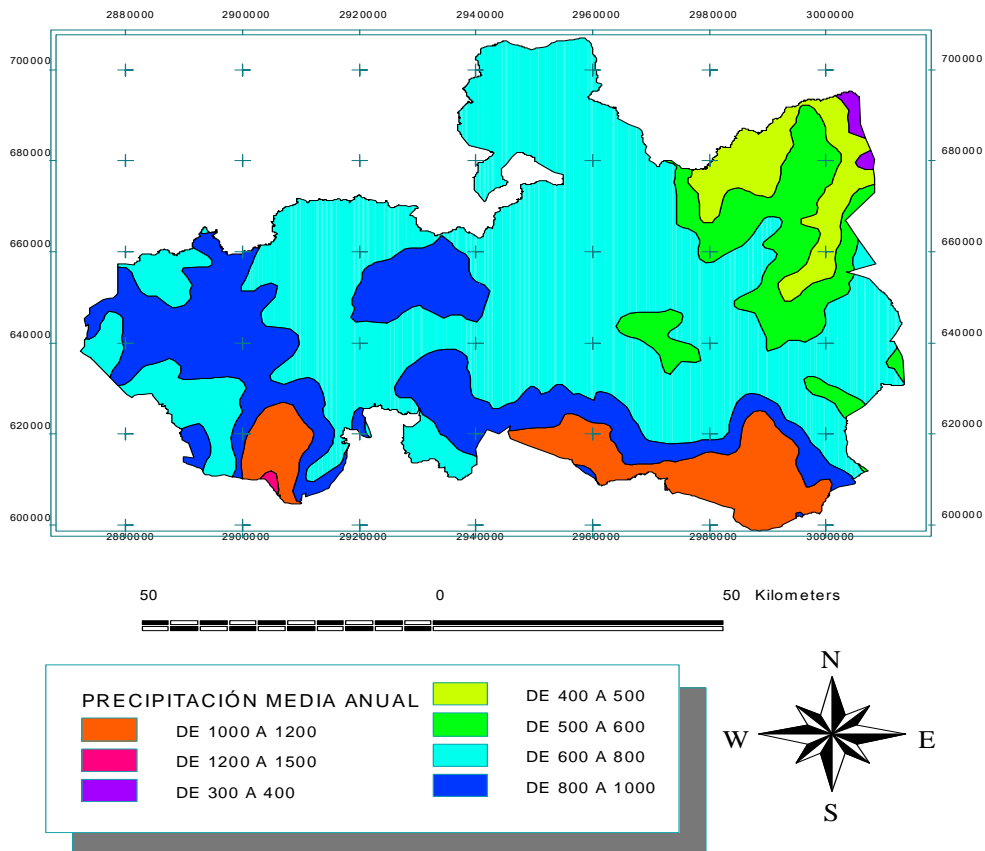 2880000 2900000 2920000 2940000 2960000 2980000 3000000
700000 700000
680000 680000
660000 660000
640000 640000
620000 620000
600000 600000
2880000 2900000 2920000 2940000 2960000 2980000 3000000
50 0 50 Kilometers
N
W E
S
PRECIPITACIÓN MEDIA ANUAL
DE 1000 A 1200
DE 1200 A 1500
DE 300 A 400
DE 400 A 500
DE 500 A 600
DE 600 A 800
DE 800 A 1000